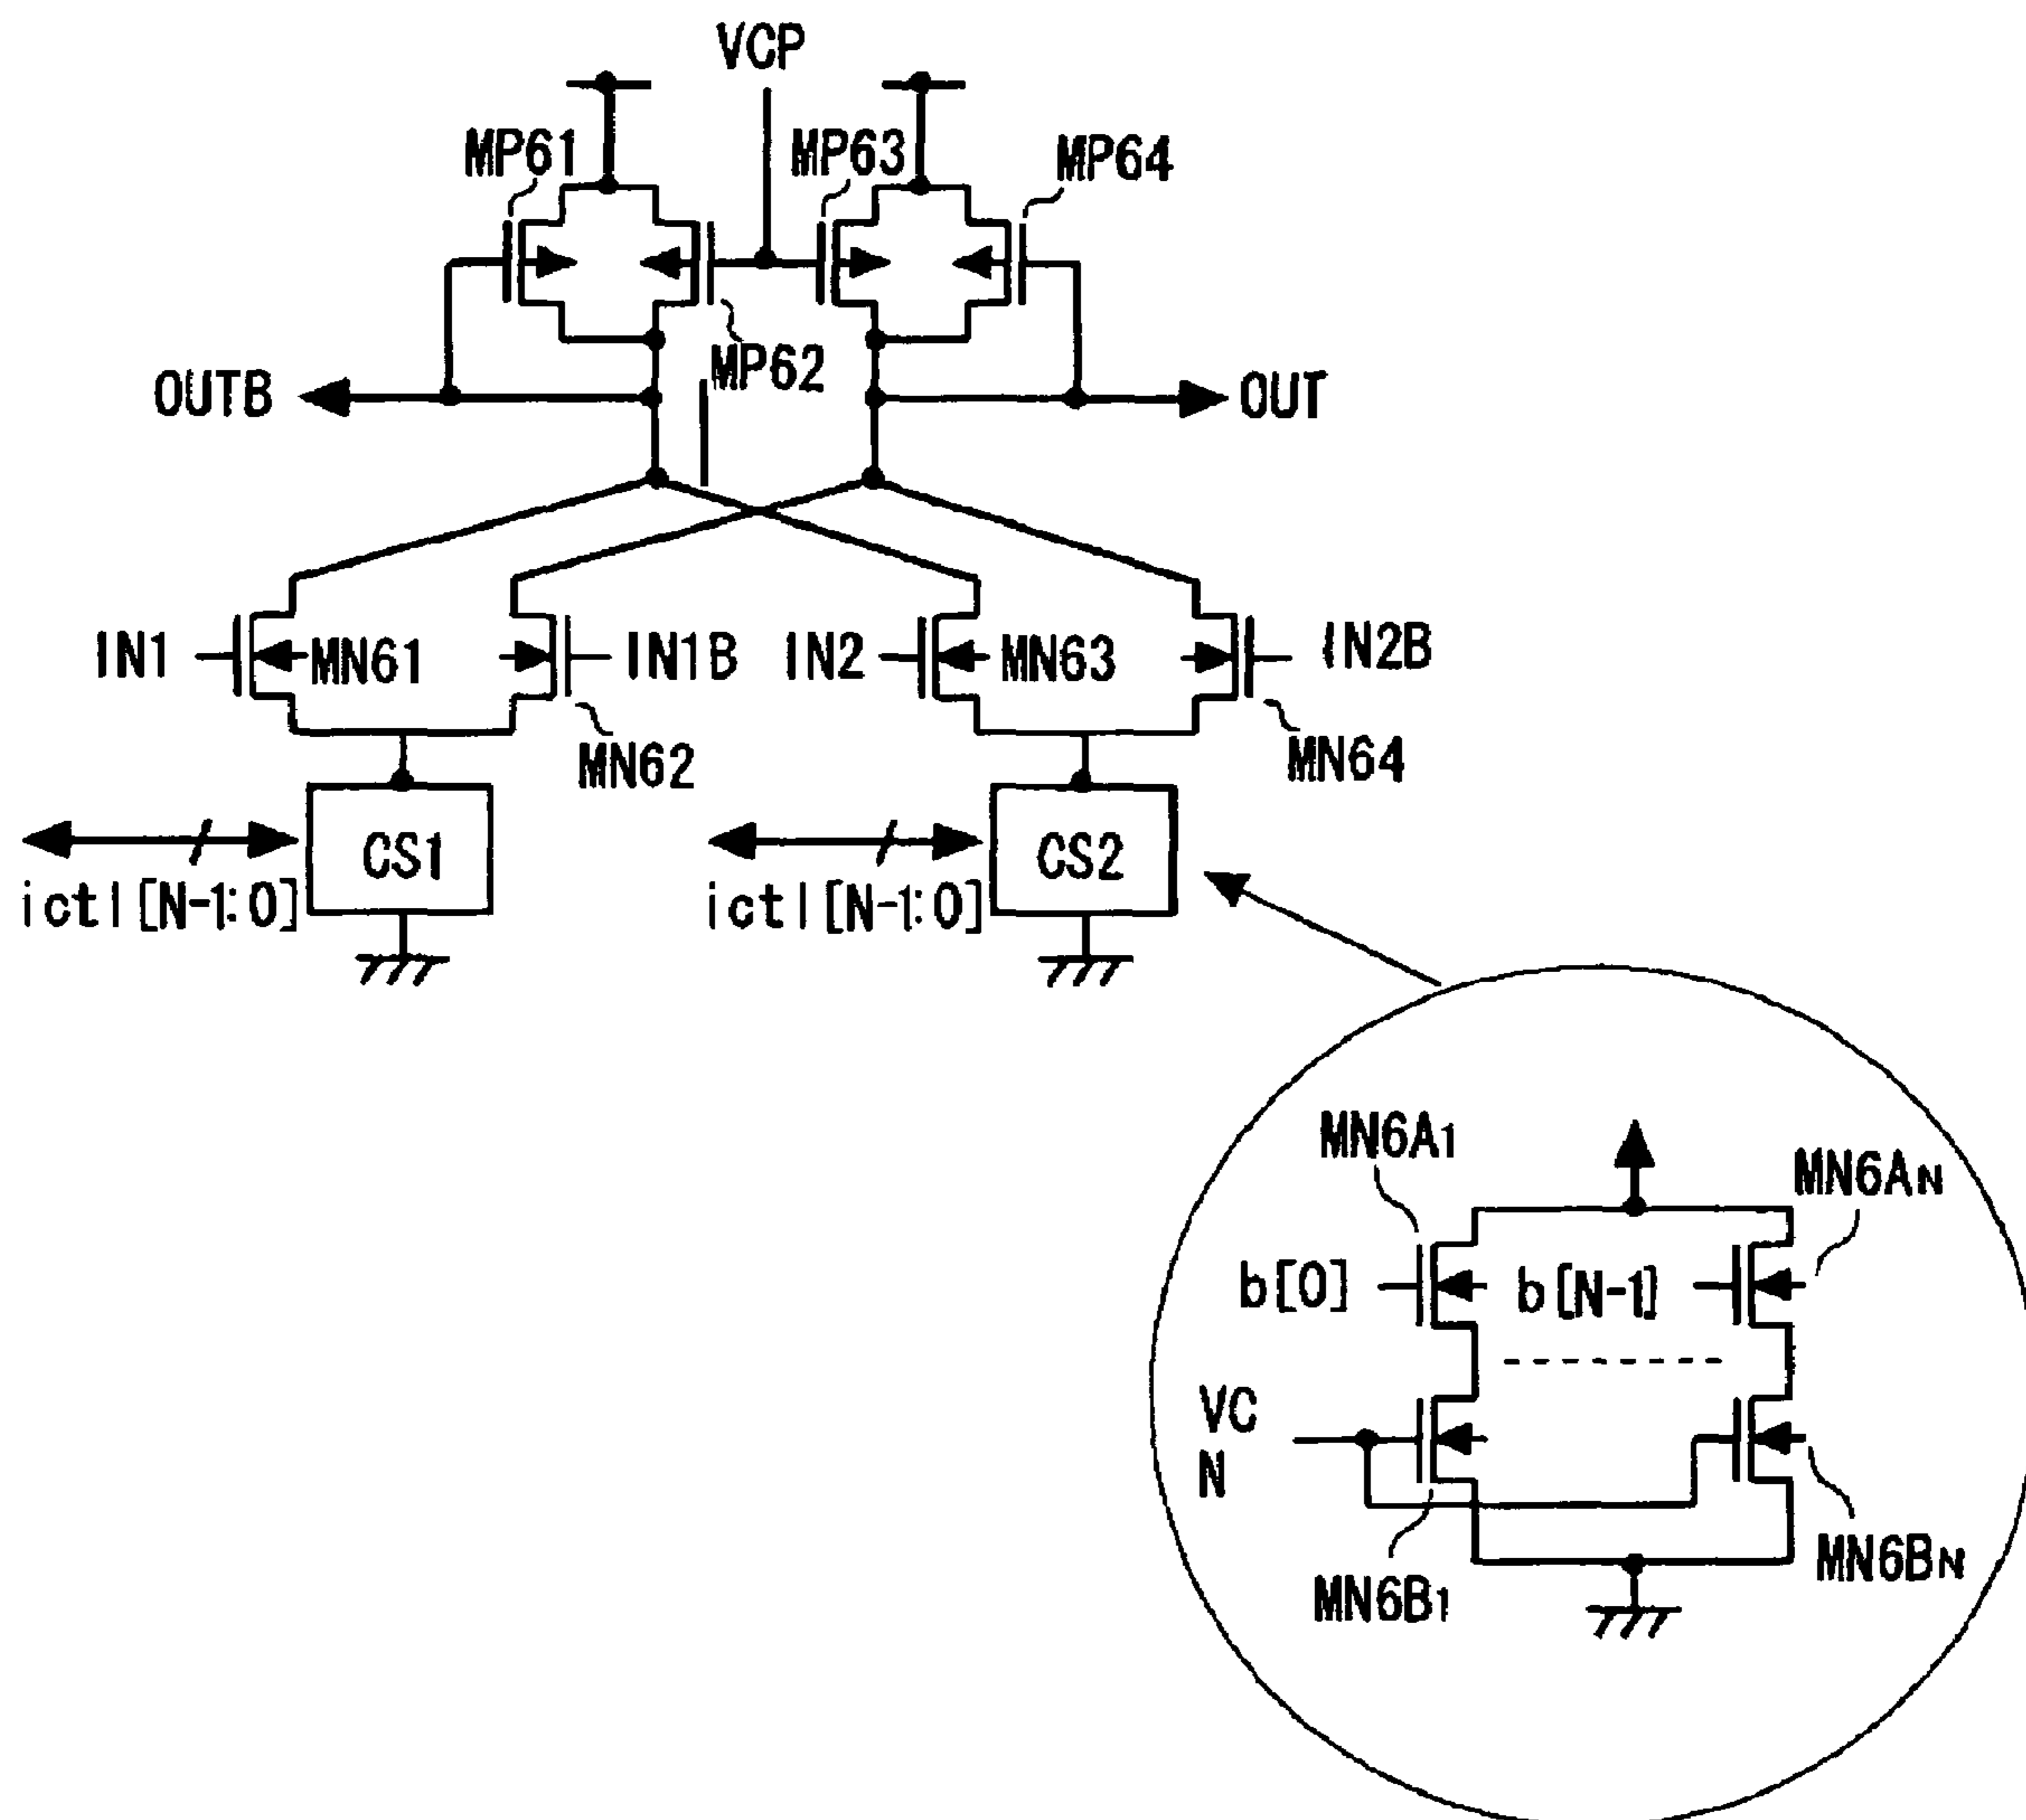 VCP
MP61
MP63
MP64
MP62
OUTB
OUT
IN1
MN61
IN1B
IN2
MN63
IN2B
MN62
MN64
CS1
CS2
ictl[N-1:0]
ictl[N-1:0]
MN6A1
MN6AN
b[0]
b[N-1]
VC
N
MN6B1
MN6BN